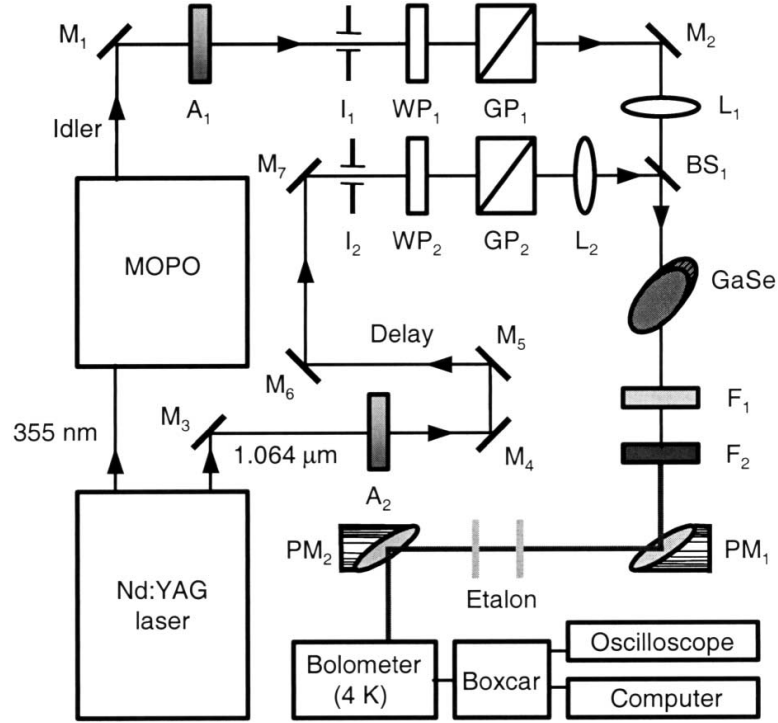 M₁
M₂
A₁
I₁
WP₁
GP₁
L₁
Idler
BS₁
M₇
I₂
WP₂
GP₂
L₂
MOPO
GaSe
Delay
M₅
M₆
F₁
M₃
355 nm
1.064 μm
M₄
F₂
A₂
PM₂
PM₁
Etalon
Nd:YAG
laser
Oscilloscope
Bolometer
(4 K)
Boxcar
Computer